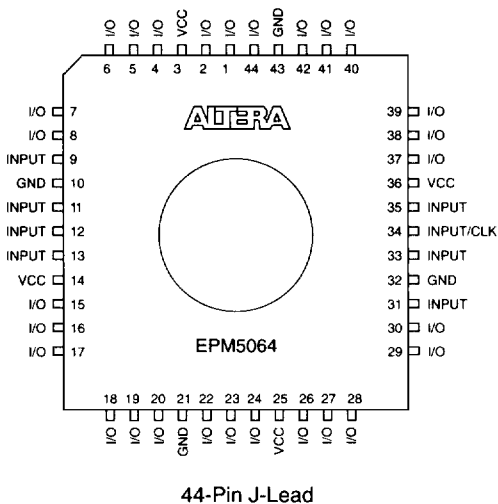 I/O I/O I/O VCC I/O I/O I/O GND I/O I/O I/O
6 5 4 3 2 1 44 43 42 41 40
ALTERA
I/O 7
I/O 8
INPUT 9
GND 10
INPUT 11
INPUT 12
INPUT 13
VCC 14
I/O 15
I/O 16
I/O 17
39 I/O
38 I/O
37 I/O
36 VCC
35 INPUT
34 INPUT/CLK
33 INPUT
32 GND
31 INPUT
30 I/O
29 I/O
EPM5064
18 19 20 21 22 23 24 25 26 27 28
I/O I/O I/O GND I/O I/O I/O VCC I/O I/O I/O
44-Pin J-Lead